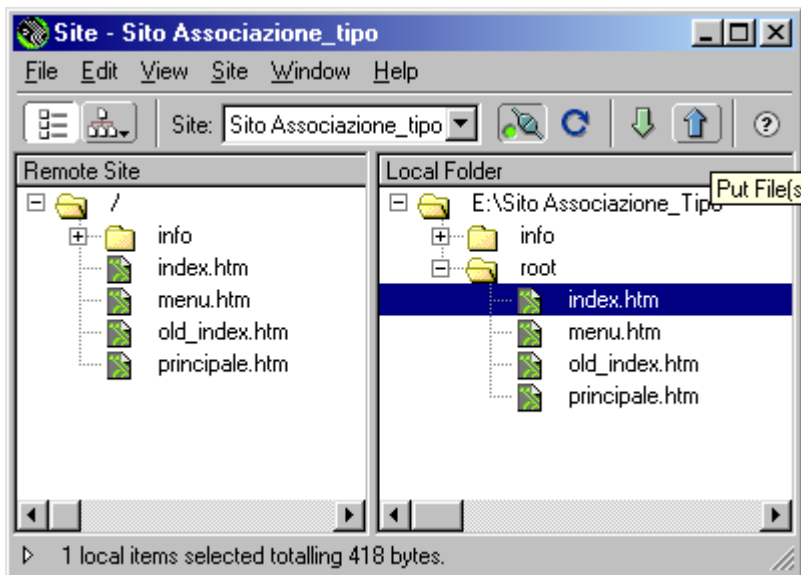 Site - Sito Associazione_tipo
File Edit View Site Window Help
Site: Sito Associazione_tipo
Remote Site
/
info
index.htm
menu.htm
old_index.htm
principale.htm
Local Folder
Put File(s
E:\Sito Associazione_Tipo
info
root
index.htm
menu.htm
old_index.htm
principale.htm
1 local items selected totalling 418 bytes.